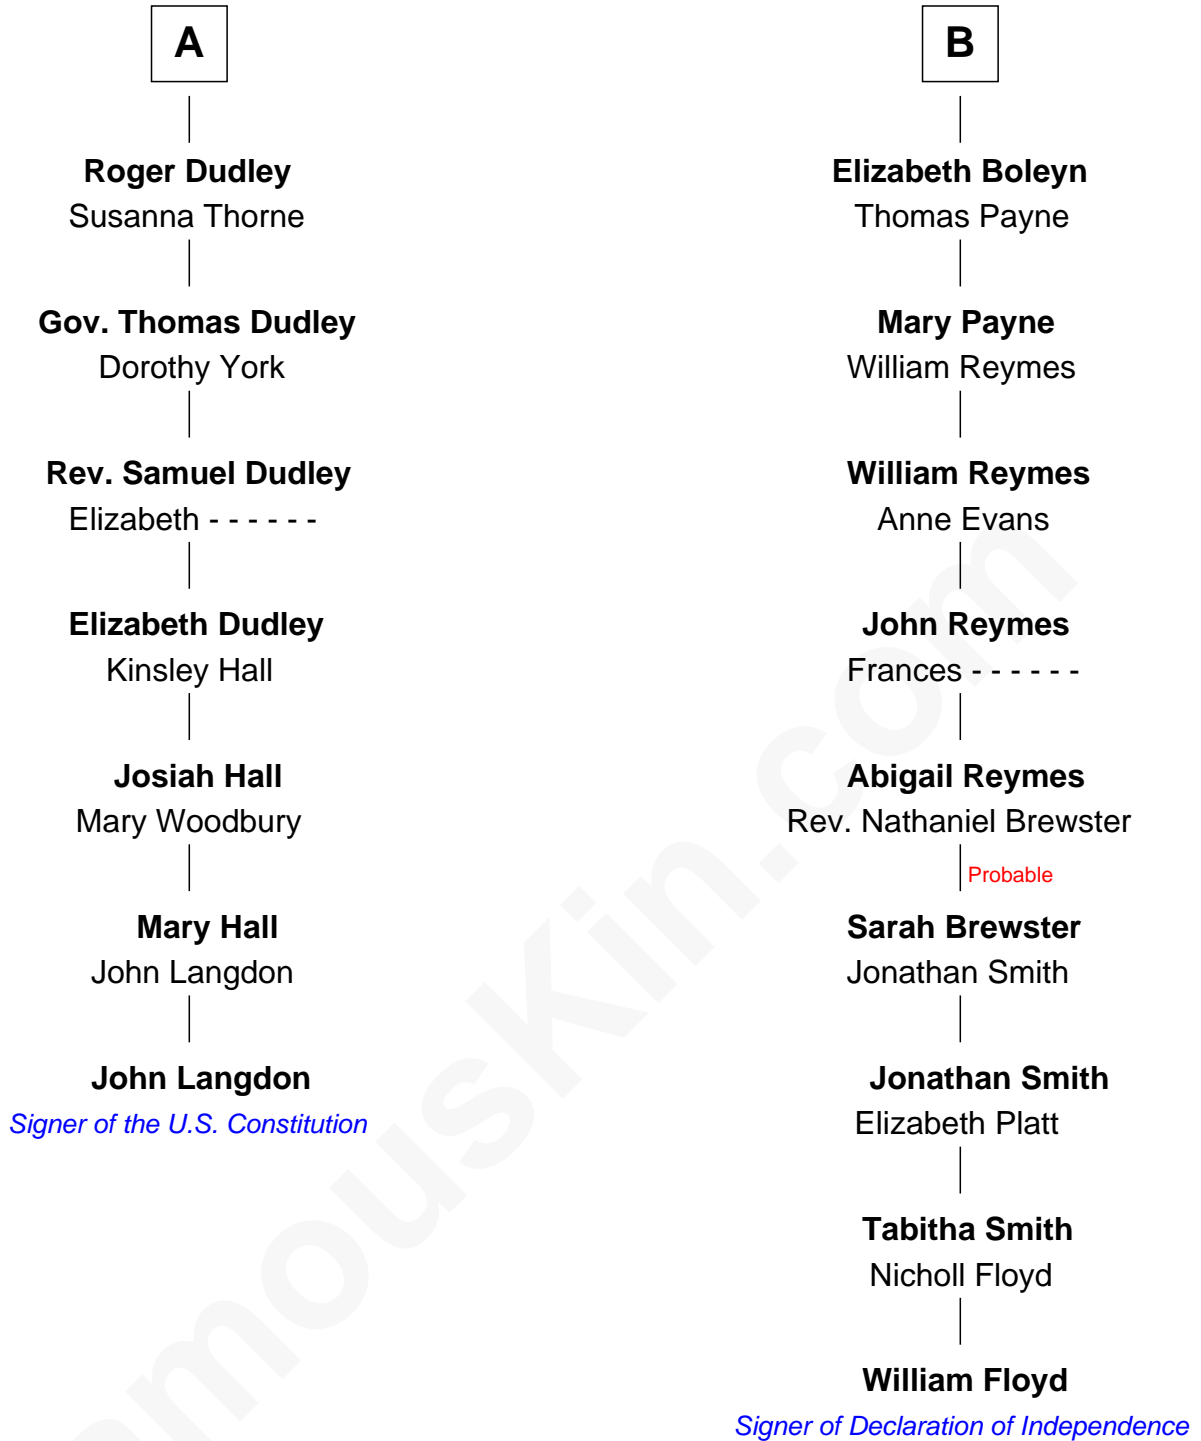 A
Roger Dudley
Susanna Thorne
Gov. Thomas Dudley
Dorothy York
Rev. Samuel Dudley
Elizabeth - - - - - -
Elizabeth Dudley
Kinsley Hall
Josiah Hall
Mary Woodbury
Mary Hall
John Langdon
John Langdon
Signer of the U.S. Constitution
B
Elizabeth Boleyn
Thomas Payne
Mary Payne
William Reymes
William Reymes
Anne Evans
John Reymes
Frances - - - - - -
Abigail Reymes
Rev. Nathaniel Brewster
Probable
Sarah Brewster
Jonathan Smith
Jonathan Smith
Elizabeth Platt
Tabitha Smith
Nicholl Floyd
William Floyd
Signer of Declaration of Independence
amousKin.com